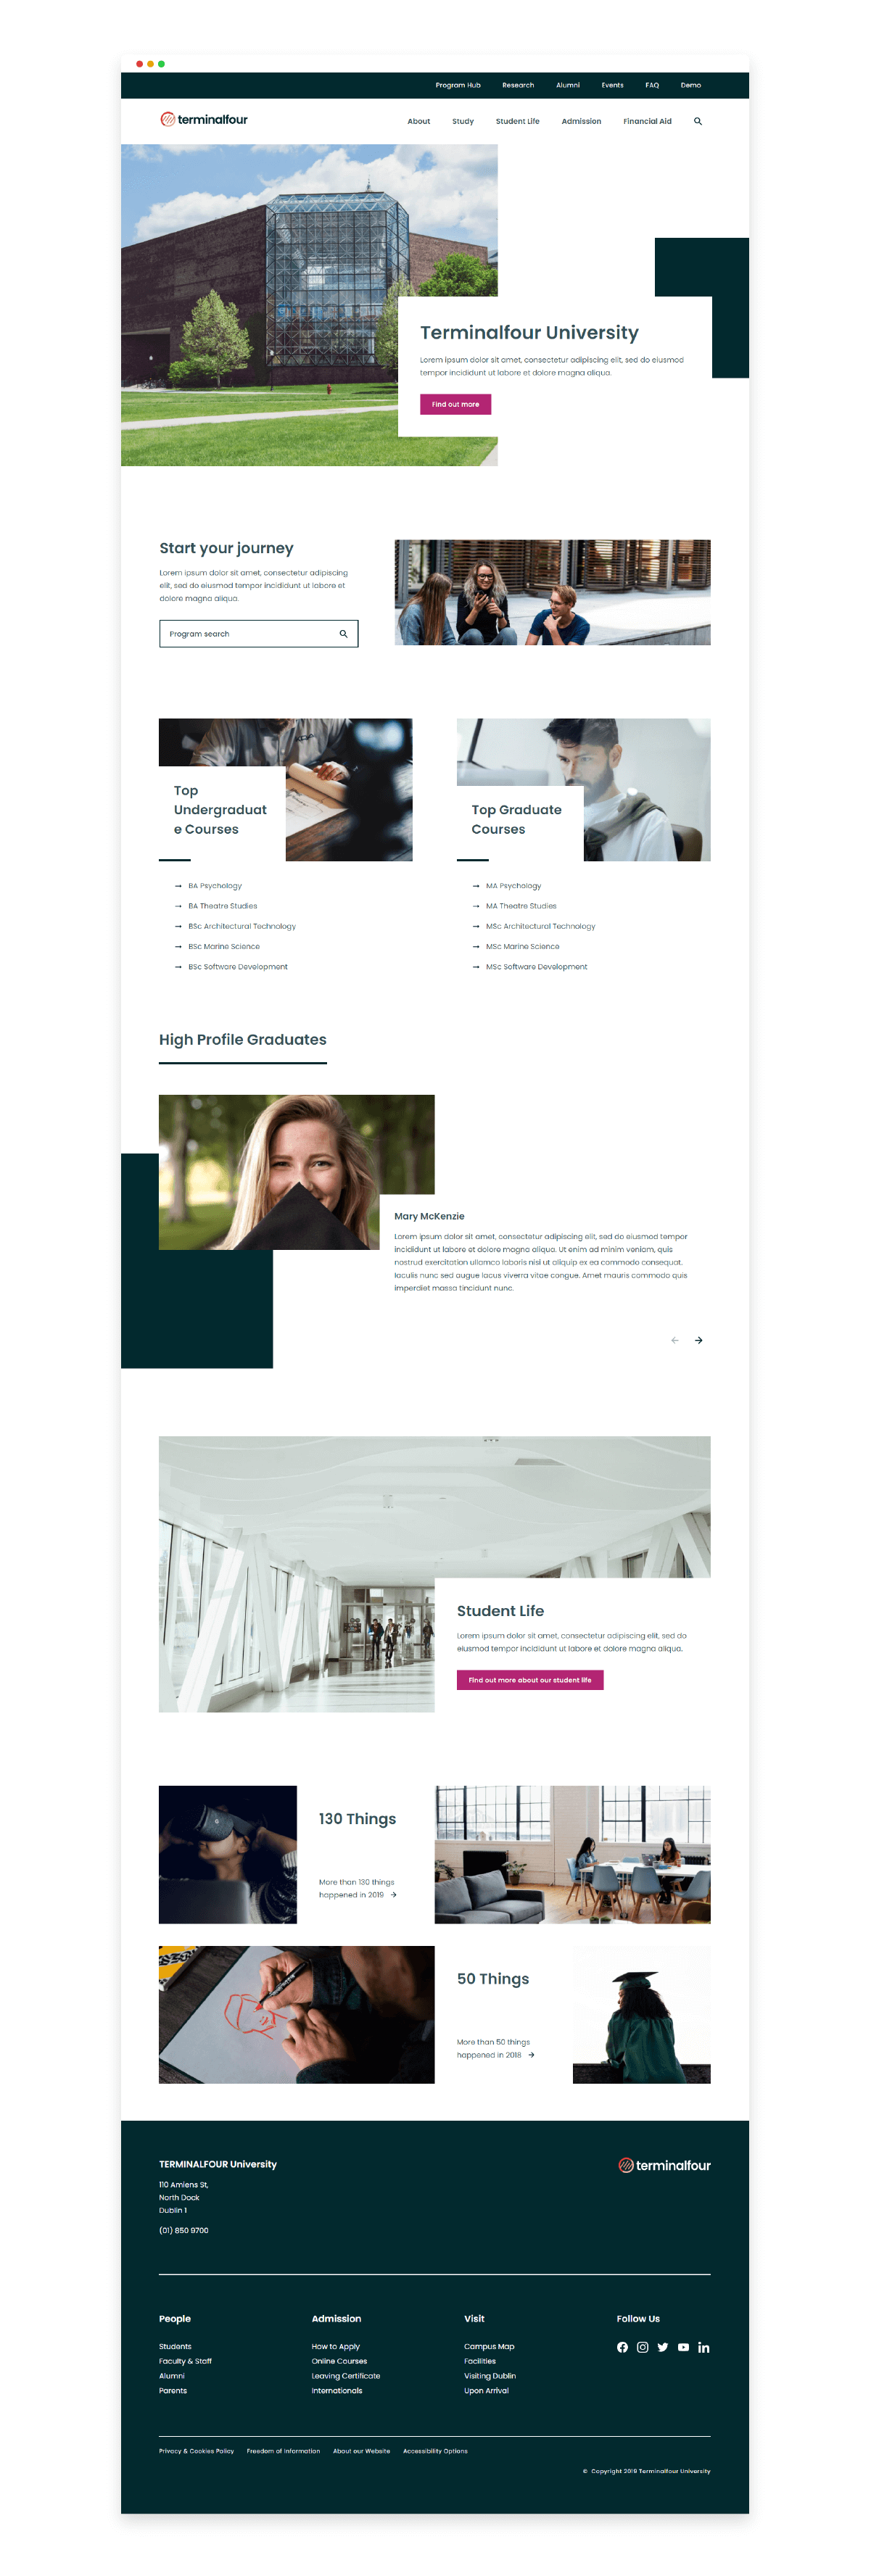 Program Hub Research Alumni Events FAQ Demo
terminalfour
About Study Student Life Admission Financial Aid
Terminalfour University
Lorem ipsum dolor sit amet, consectetur adipiscing elit, sed do eiusmod
tempor incididunt ut labore et dolore magna aliqua.
Find out more
Start your journey
Lorem ipsum dolor sit amet, consectetur adipiscing
elit, sed do eiusmod tempor incididunt ut labore et
dolore magna aliqua.
Program search
Top
Undergraduat
e Courses
BA Psychology
BA Theatre Studies
BSc Architectural Technology
BSc Marine Science
BSc Software Development
Top Graduate
Courses
MA Psychology
MA Theatre Studies
MSc Architectural Technology
MSc Marine Science
MSc Software Development
High Profile Graduates
Mary McKenzie
Lorem ipsum dolor sit amet, consectetur adipiscing elit, sed do eiusmod tempor
incididunt ut labore et dolore magna aliqua. Ut enim ad minim veniam, quis
nostrud exercitation ullamco laboris nisi ut aliquip ex ea commodo consequat.
Iaculis nunc sed augue lacus viverra vitae congue. Amet mauris commodo quis
imperdiet massa tincidunt nunc.
Student Life
Lorem ipsum dolor sit amet, consectetur adipiscing elit, sed do
eiusmod tempor incididunt ut labore et dolore magna aliqua.
Find out more about our student life
130 Things
More than 130 things
happened in 2019
50 Things
More than 50 things
happened in 2018
TERMINALFOUR University
terminalfour
110 Amiens St,
North Dock
Dublin 1
(01) 850 9700
People
Students
Faculty & Staff
Alumni
Parents
Admission
How to Apply
Online Courses
Leaving Certificate
Internationals
Visit
Campus Map
Facilities
Visiting Dublin
Upon Arrival
Follow Us
Privacy & Cookies Policy Freedom of Information About our Website Accessibility Options
© Copyright 2019 Terminalfour University